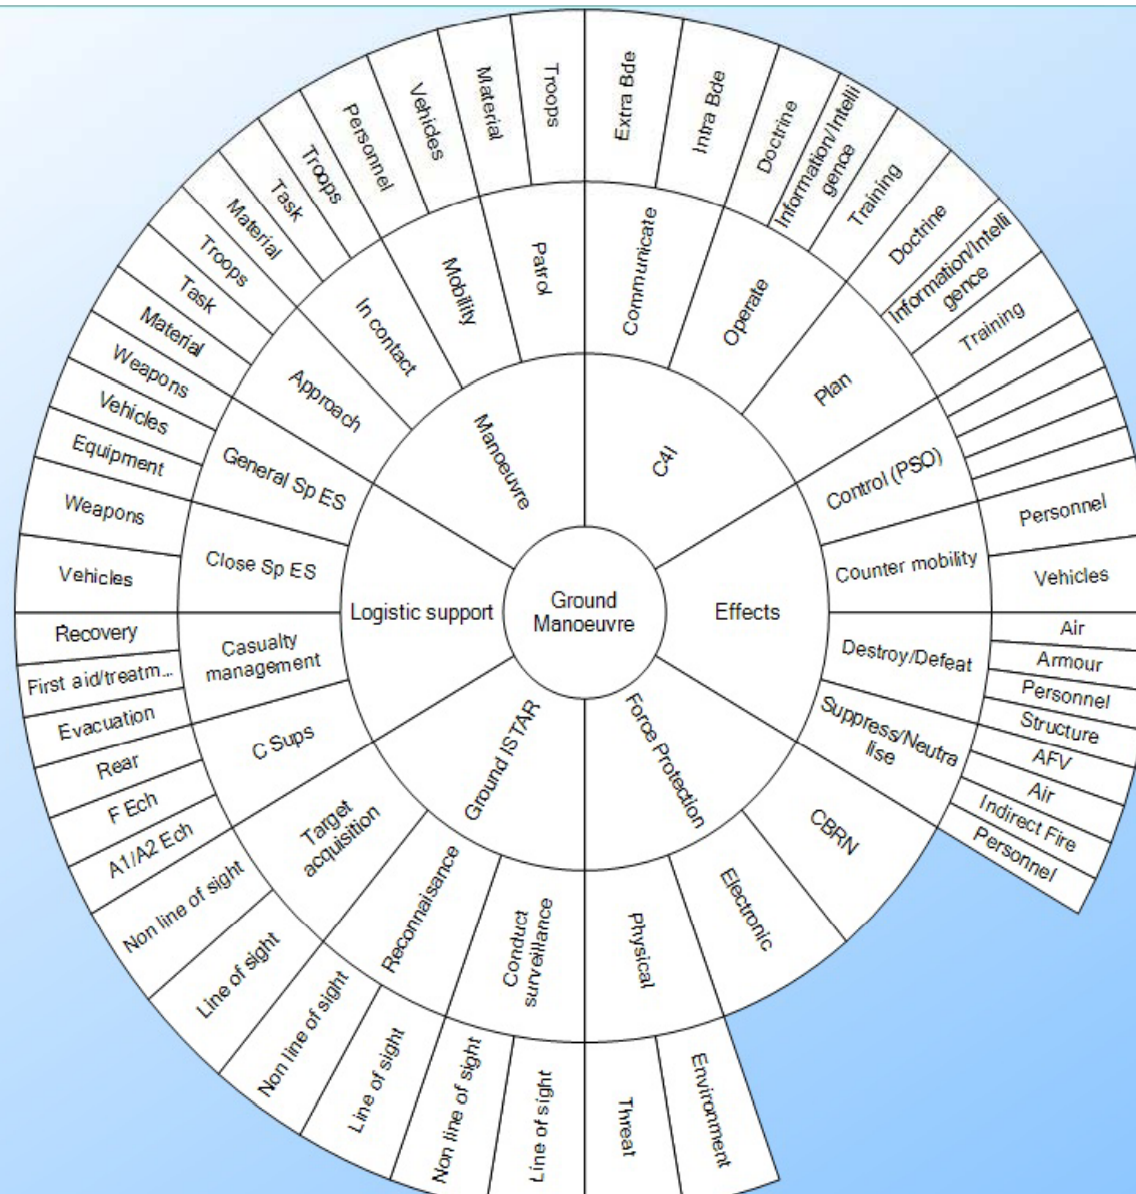 Ground
Manoeuvre
C4I
Effects
Force Protection
Ground ISTAR
Logistic support
Manoeuvre
Communicate
Operate
Plan
Control (PSO)
Counter mobility
Destroy/Defeat
Suppress/Neutra
lise
CBRN
Electronic
Physical
Conduct
surveillance
Reconnaisance
Target
acquisition
C Sups
Casualty
management
Close Sp ES
General Sp ES
Approach
In contact
Mobility
Patrol
Extra Bde
Intra Bde
Doctrine
Information/Intelli
gence
Training
Doctrine
Information/Intelli
gence
Training
Personnel
Vehicles
Air
Armour
Personnel
Structure
AFV
Air
Indirect Fire
Personnel
Environment
Threat
Line of sight
Non line of sight
Line of sight
Non line of sight
Line of sight
Non line of sight
A1/A2 Ech
F Ech
Rear
Evacuation
First aid/treatm...
Recovery
Vehicles
Weapons
Equipment
Vehicles
Weapons
Material
Task
Troops
Material
Task
Troops
Personnel
Vehicles
Material
Troops